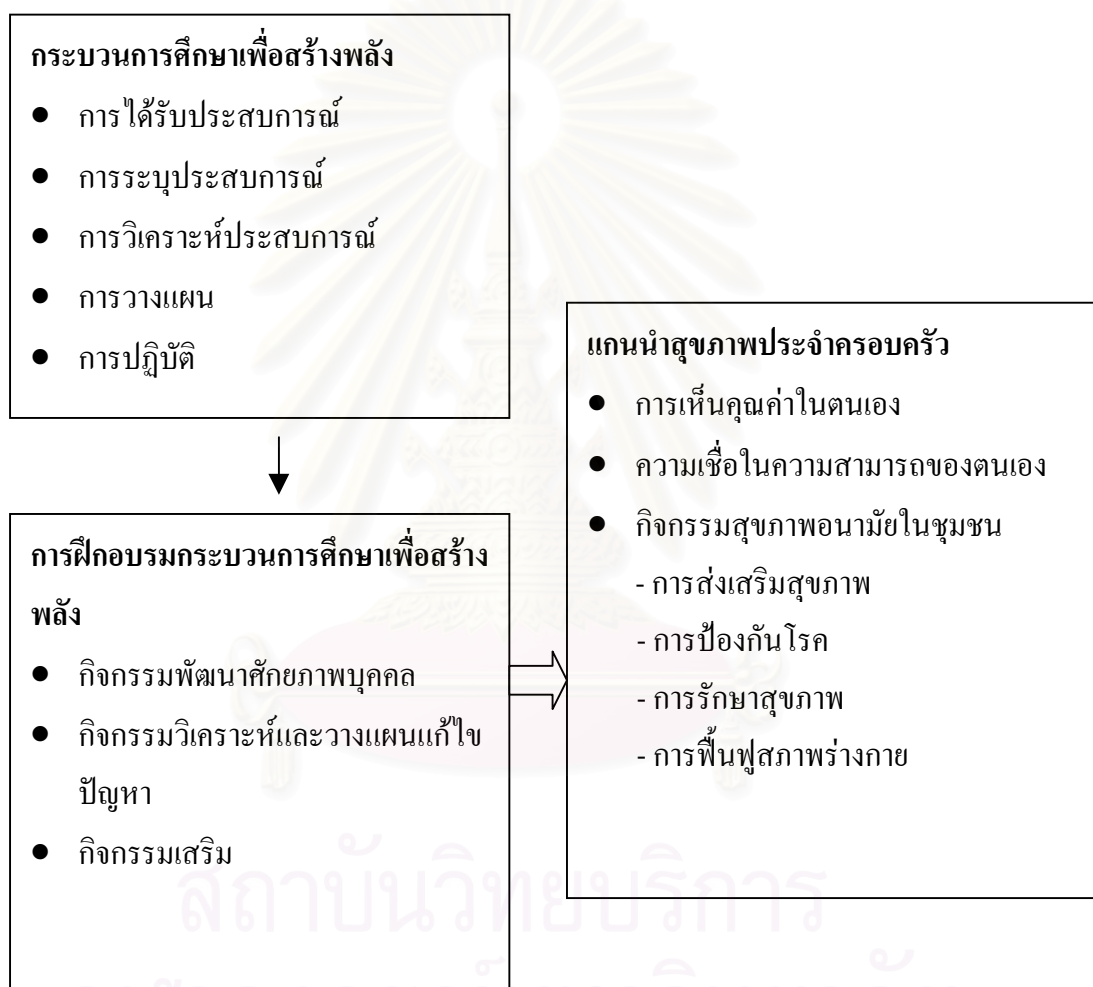 กระบวนการศึกษาเพื่อสร้างพลัง
● การได้รับประสบการณ์
● การระบุประสบการณ์
● การวิเคราะห์ประสบการณ์
● การวางแผน
● การปฏิบัติ
การฝึกอบรมกระบวนการศึกษาเพื่อสร้าง
พลัง
● กิจกรรมพัฒนาศักยภาพบุคคล
● กิจกรรมวิเคราะห์และวางแผนแก้ไข
ปัญหา
● กิจกรรมเสริม
แกนนำสุขภาพประจำครอบครัว
● การเห็นคุณค่าในตนเอง
● ความเชื่อในความสามารถของตนเอง
● กิจกรรมสุขภาพอนามัยในชุมชน
- การส่งเสริมสุขภาพ
- การป้องกันโรค
- การรักษาสุขภาพ
- การฟื้นฟูสภาพร่างกาย
สถาบันวิทยบริการ